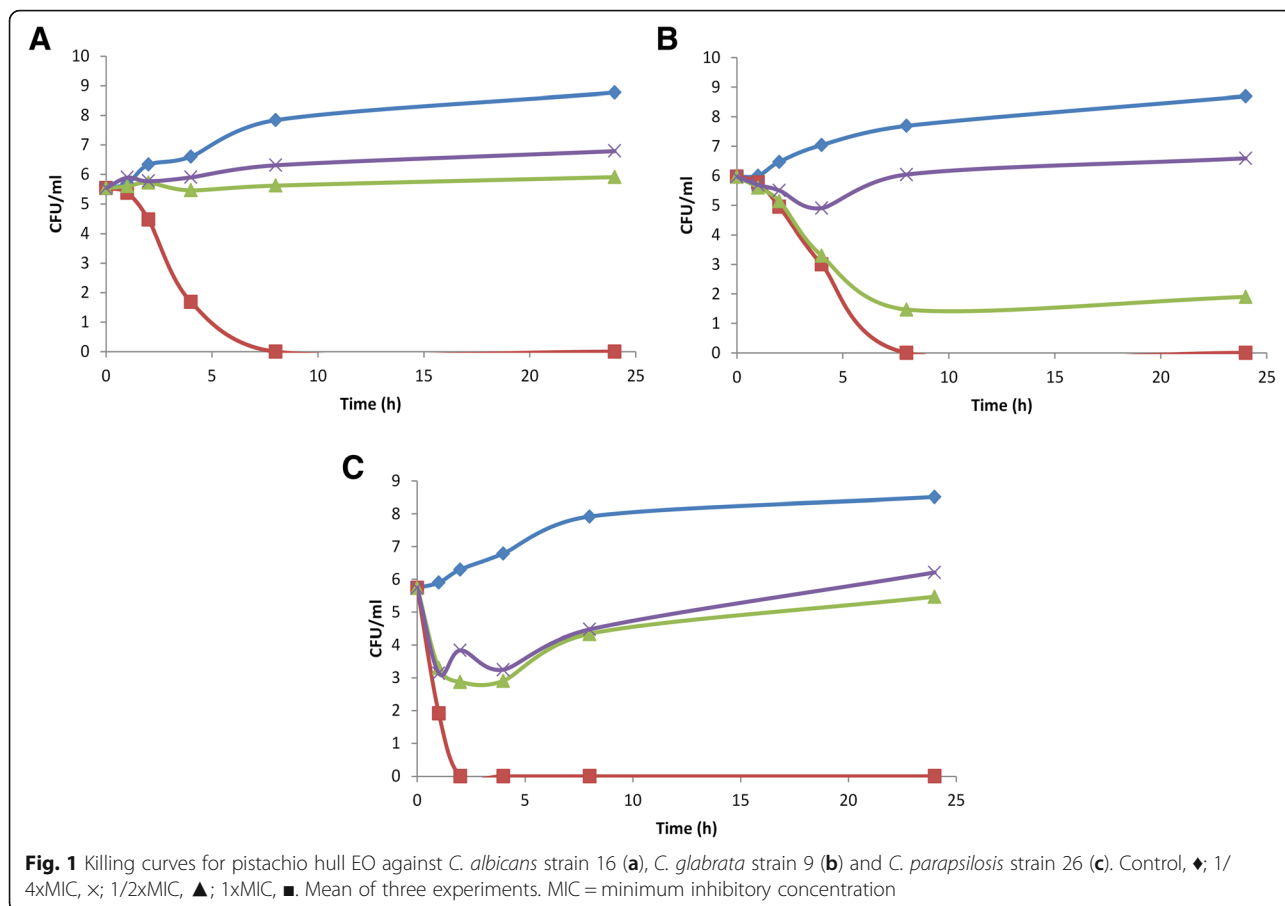 A
10
9
8
7
6
5
4
3
2
1
0
CFU/ml
0 5 10 15 20 25
Time (h)
B
10
9
8
7
6
5
4
3
2
1
0
CFU/ml
0 5 10 15 20 25
Time (h)
C
9
8
7
6
5
4
3
2
1
0
CFU/ml
0 5 10 15 20 25
Time (h)
Fig. 1 Killing curves for pistachio hull EO against C. albicans strain 16 (a), C. glabrata strain 9 (b) and C. parapsilosis strain 26 (c). Control, ♦; 1/
4xMIC, ×; 1/2xMIC, ▲; 1xMIC, ■. Mean of three experiments. MIC = minimum inhibitory concentration